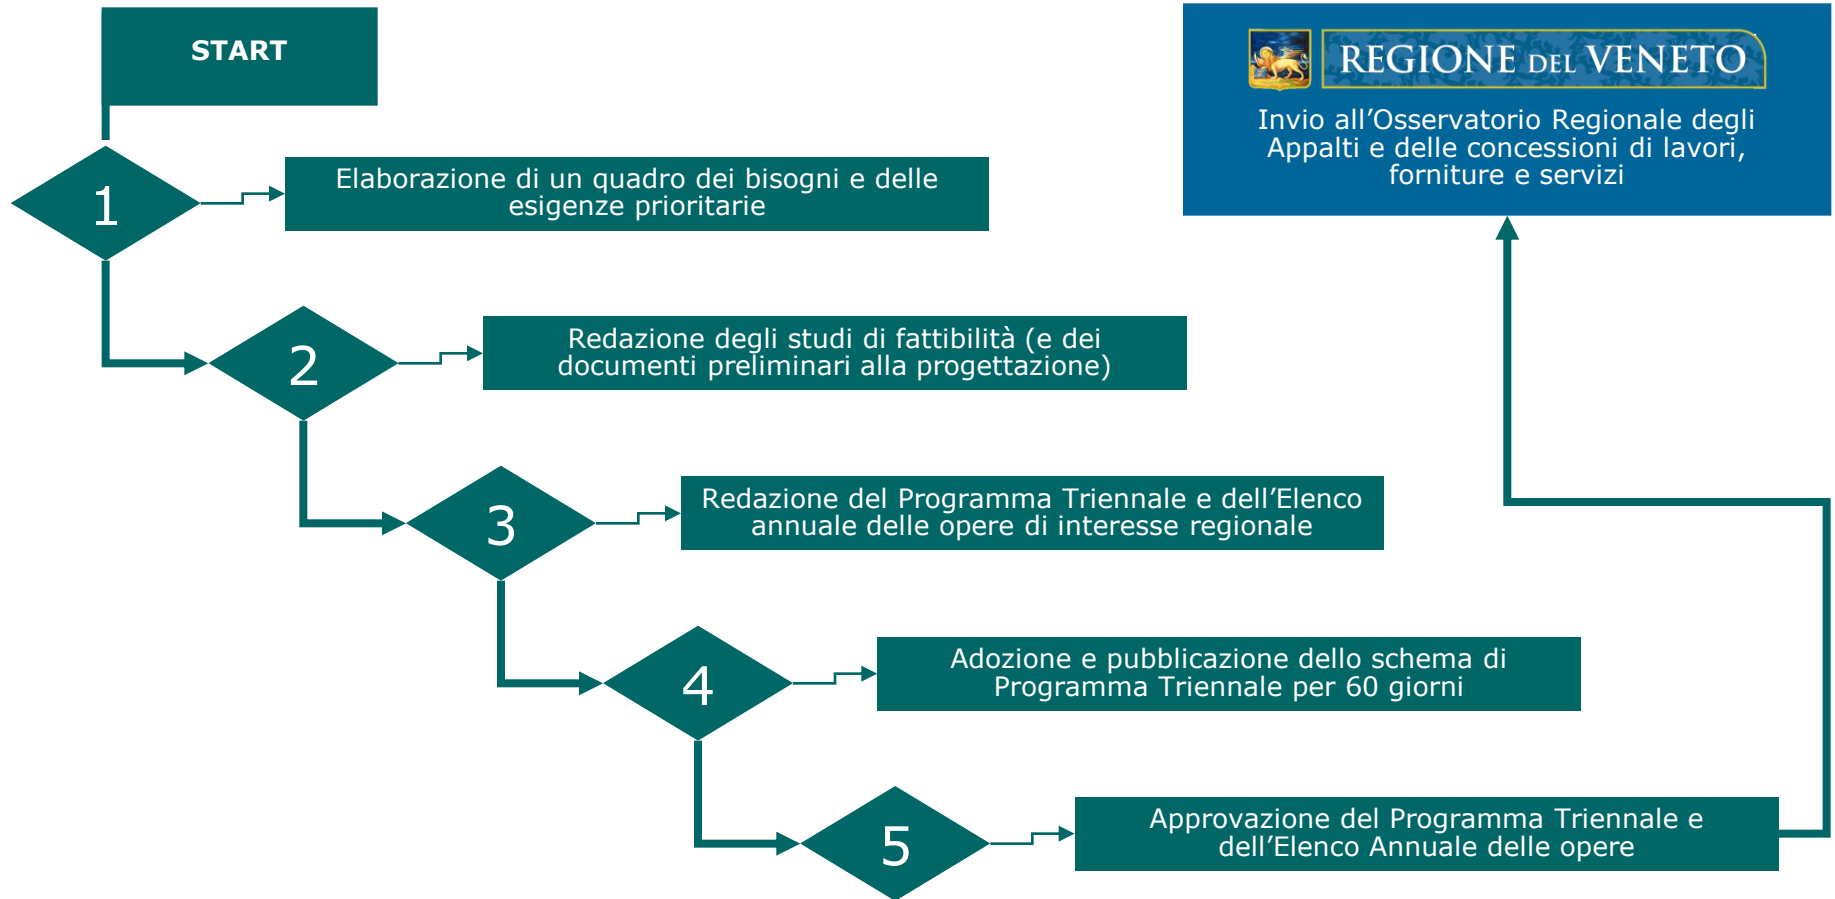 START
REGIONE DEL VENETO
Invio all’Osservatorio Regionale degli
Appalti e delle concessioni di lavori,
forniture e servizi
1
Elaborazione di un quadro dei bisogni e delle
esigenze prioritarie
2
Redazione degli studi di fattibilità (e dei
documenti preliminari alla progettazione)
3
Redazione del Programma Triennale e dell’Elenco
annuale delle opere di interesse regionale
4
Adozione e pubblicazione dello schema di
Programma Triennale per 60 giorni
5
Approvazione del Programma Triennale e
dell’Elenco Annuale delle opere